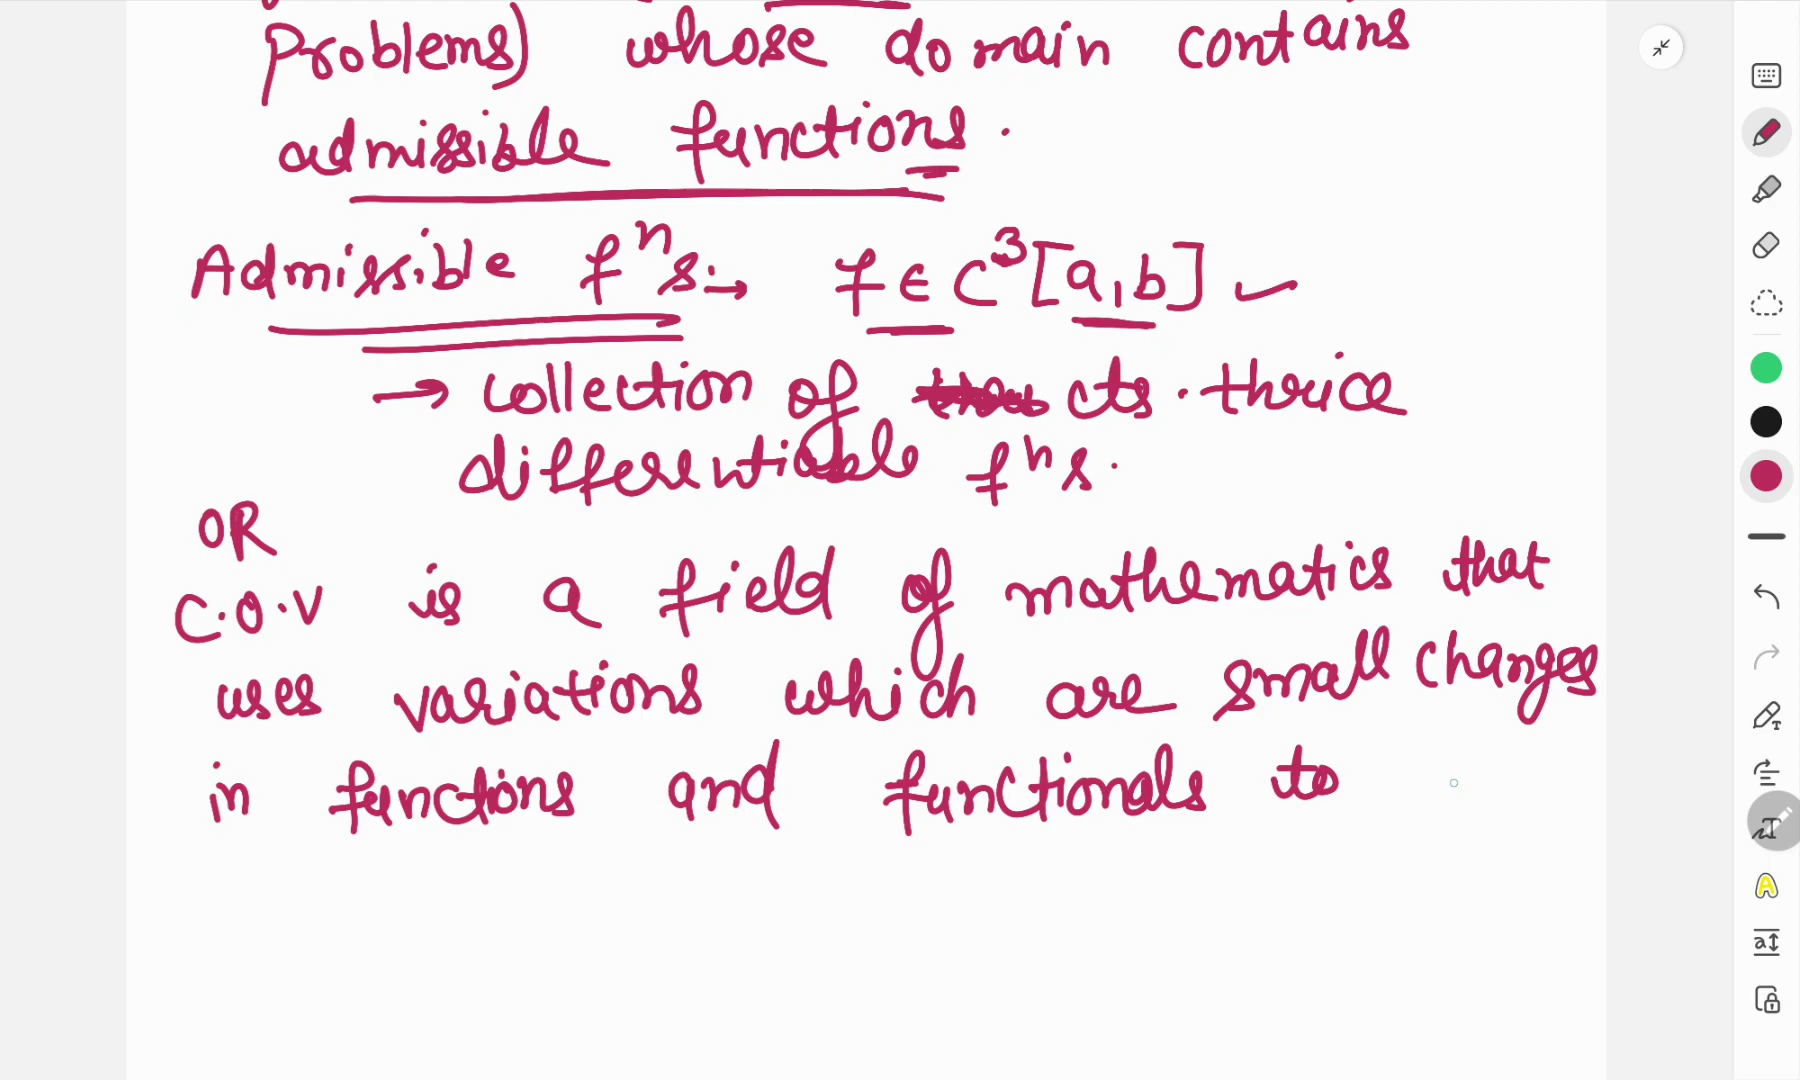 Problems) whose domain contains
admissible functions.
Admissible fⁿs. → f ∈ C³[a,b] ✓
→ collection of cts. thrice
differentiable fⁿs.
OR
C.O.V is a field of mathematics that
uses variations which are small changes
in functions and functionals to